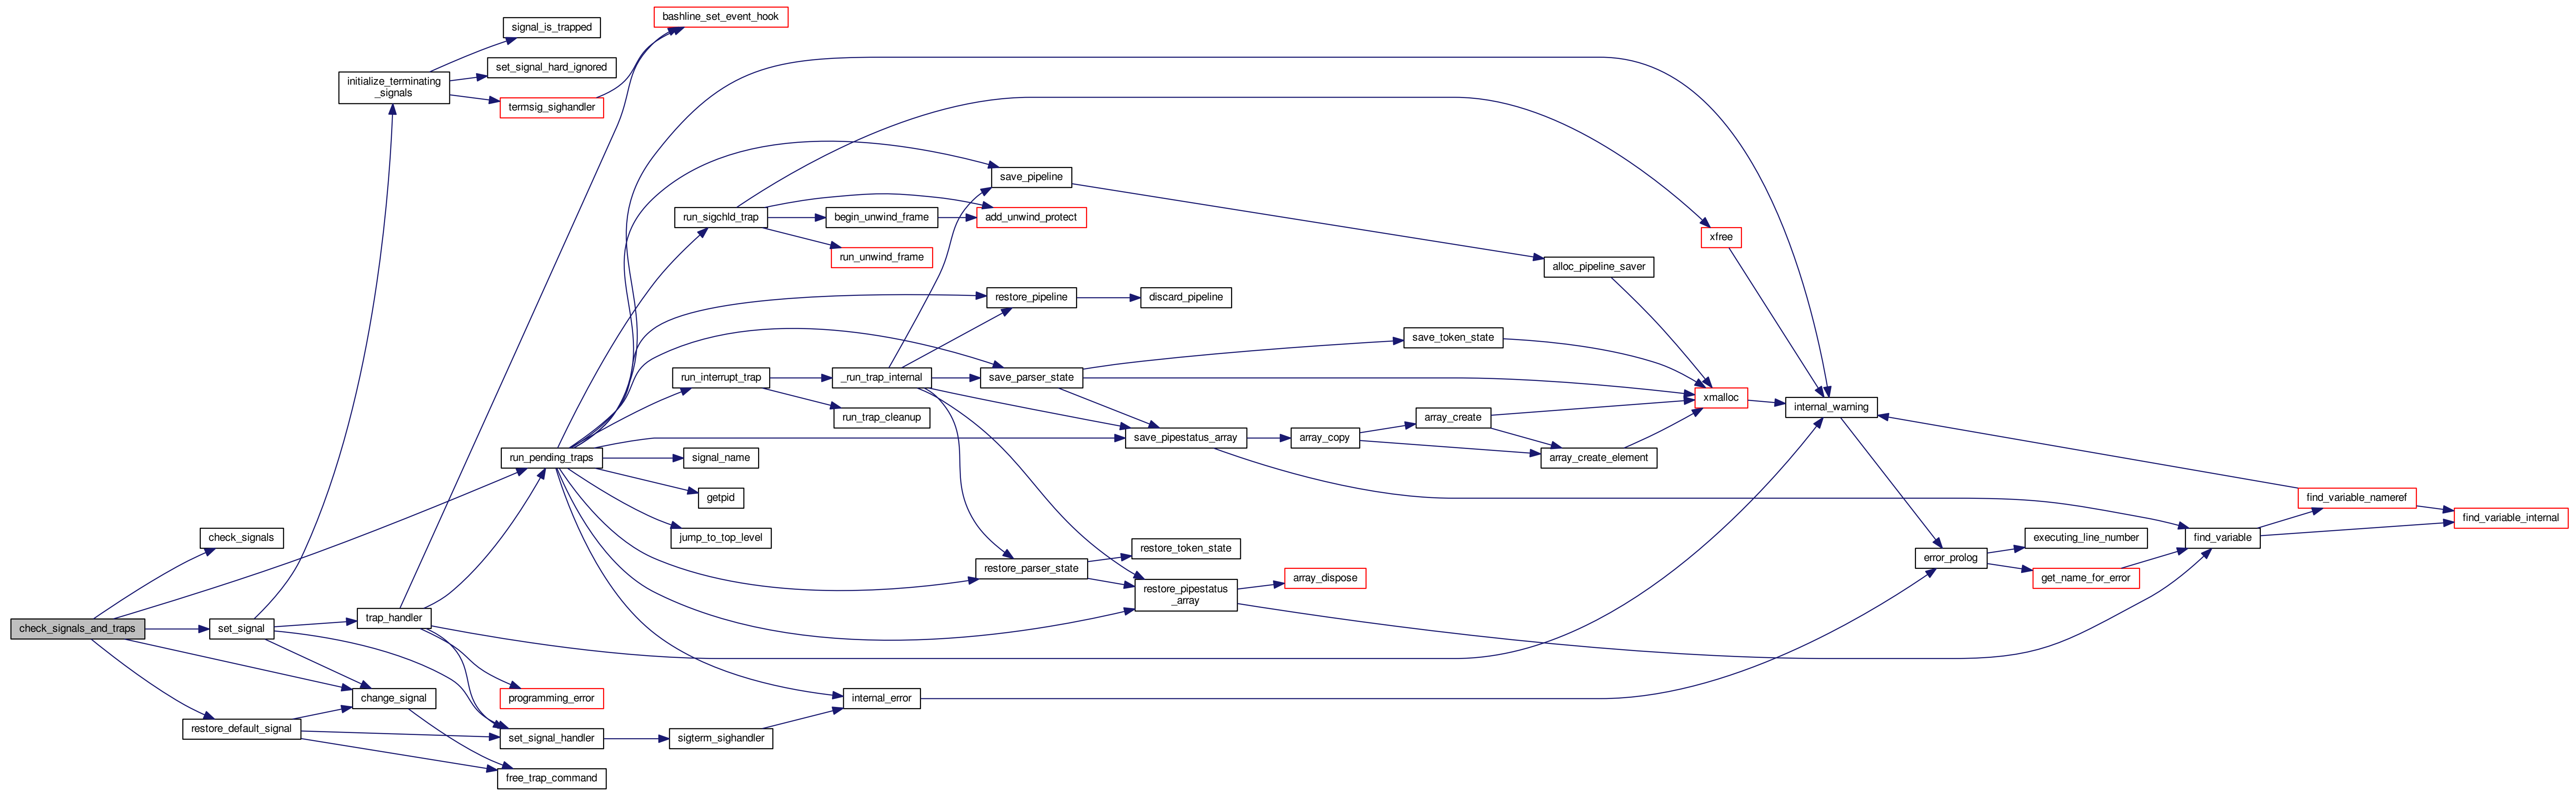 bashline_set_event_hook
signal_is_trapped
set_signal_hard_ignored
initialize_terminating
_signals
termsig_sighandler
save_pipeline
run_sigchld_trap
begin_unwind_frame
add_unwind_protect
run_unwind_frame
xfree
alloc_pipeline_saver
restore_pipeline
discard_pipeline
save_token_state
run_interrupt_trap
_run_trap_internal
save_parser_state
xmalloc
internal_warning
run_trap_cleanup
array_create
save_pipestatus_array
array_copy
run_pending_traps
signal_name
array_create_element
getpid
find_variable_nameref
find_variable_internal
check_signals
jump_to_top_level
find_variable
executing_line_number
restore_token_state
error_prolog
restore_parser_state
get_name_for_error
array_dispose
restore_pipestatus
_array
trap_handler
check_signals_and_traps
set_signal
change_signal
programming_error
internal_error
restore_default_signal
set_signal_handler
sigterm_sighandler
free_trap_command